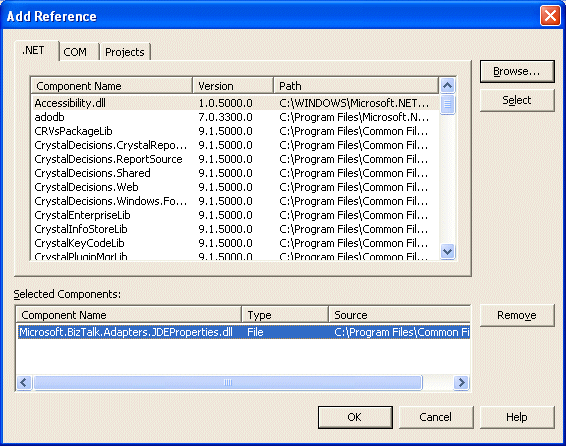 Add Reference
.NET COM Projects
Component Name Version Path
Accessibility.dll 1.0.5000.0 C:\WINDOWS\Microsoft.NET...
adodb 7.0.3300.0 C:\Program Files\Microsoft.N...
CRVsPackageLib 9.1.5000.0 C:\Program Files\Common Fil...
CrystalDecisions.CrystalRepo... 9.1.5000.0 C:\Program Files\Common Fil...
CrystalDecisions.ReportSource 9.1.5000.0 C:\Program Files\Common Fil...
CrystalDecisions.Shared 9.1.5000.0 C:\Program Files\Common Fil...
CrystalDecisions.Web 9.1.5000.0 C:\Program Files\Common Fil...
CrystalDecisions.Windows.Fo... 9.1.5000.0 C:\Program Files\Common Fil...
CrystalEnterpriseLib 9.1.5000.0 C:\Program Files\Common Fil...
CrystalInfoStoreLib 9.1.5000.0 C:\Program Files\Common Fil...
CrystalKeyCodeLib 9.1.5000.0 C:\Program Files\Common Fil...
CrystalPluginMgrLib 9.1.5000.0 C:\Program Files\Common Fil...
Browse...
Select
Selected Components:
Component Name Type Source
Microsoft.BizTalk.Adapters.JDEProperties.dll File C:\Program Files\Common Fi
Remove
OK Cancel Help